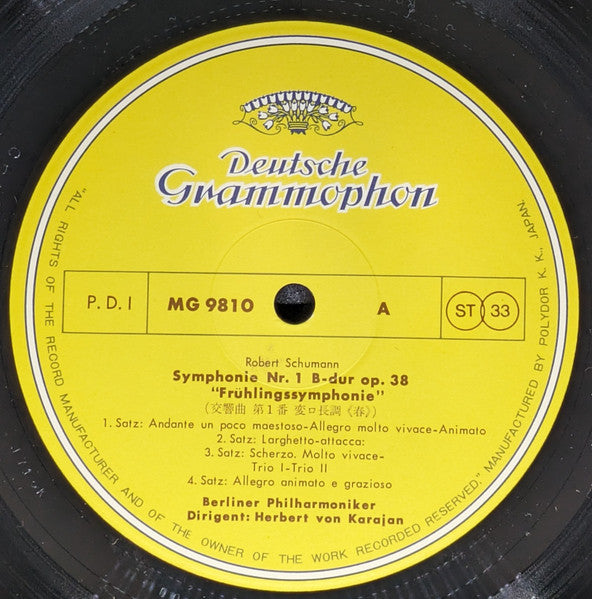 Deutsche
Grammophon
P.D.I
MG 9810
A
ST 33
Robert Schumann
Symphonie Nr. 1 B-dur op. 38
"Frühlingssymphonie"
(交響曲 第1番 変ロ長調《春》)
1. Satz: Andante un poco maestoso-Allegro molto vivace-Animato
2. Satz: Larghetto-attacca:
3. Satz: Scherzo. Molto vivace-
Trio I-Trio II
4. Satz: Allegro animato e grazioso
Berliner Philharmoniker
Dirigent: Herbert von Karajan
"ALL RIGHTS OF THE RECORD MANUFACTURER AND OF THE OWNER OF THE WORK RECORDED RESERVED." MANUFACTURED BY POLYDOR K. K., JAPAN.